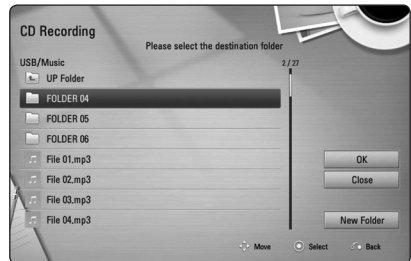 CD Recording
Please select the destination folder
USB/Music
2 / 27
UP Folder
FOLDER 04
FOLDER 05
FOLDER 06
File 01.mp3
File 02.mp3
File 03.mp3
File 04.mp3
OK
Close
New Folder
Move
Select
Back